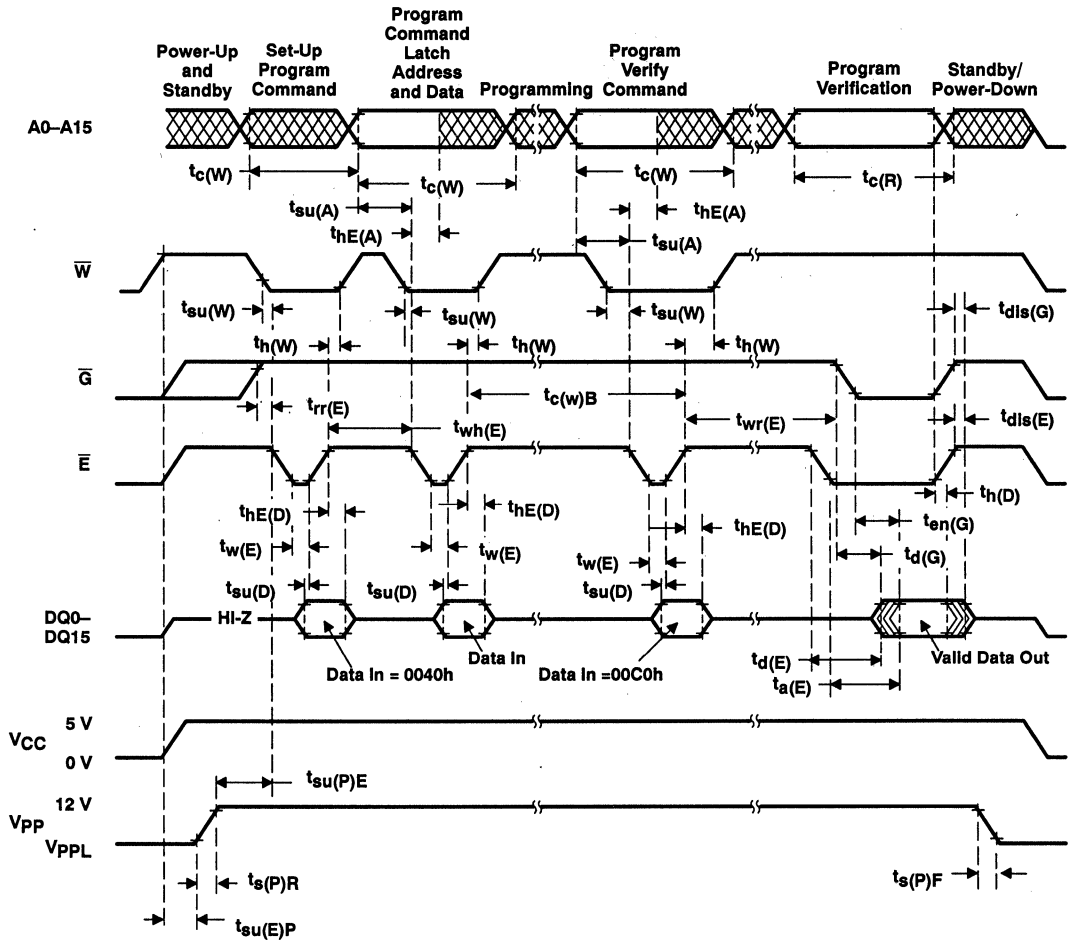 Power-Up
and
Standby
Set-Up
Program
Command
Program
Command
Latch
Address
and Data
Programming
Program
Verify
Command
Program
Verification
Standby/
Power-Down
A0–A15
tc(W)
tc(W)
tc(W)
tc(R)
tsu(A)
thE(A)
thE(A)
tsu(A)
W
tsu(W)
tsu(W)
tsu(W)
tdis(G)
th(W)
th(W)
th(W)
G
trr(E)
tc(w)B
twr(E)
tdis(E)
twh(E)
E
thE(D)
thE(D)
thE(D)
th(D)
ten(G)
tw(E)
tw(E)
tw(E)
td(G)
tsu(D)
tsu(D)
tsu(D)
DQ0–
DQ15
HI-Z
Data In = 0040h
Data In
Data In =00C0h
Valid Data Out
td(E)
ta(E)
5 V
VCC
0 V
tsu(P)E
12 V
VPP
VPPL
ts(P)R
ts(P)F
tsu(E)P